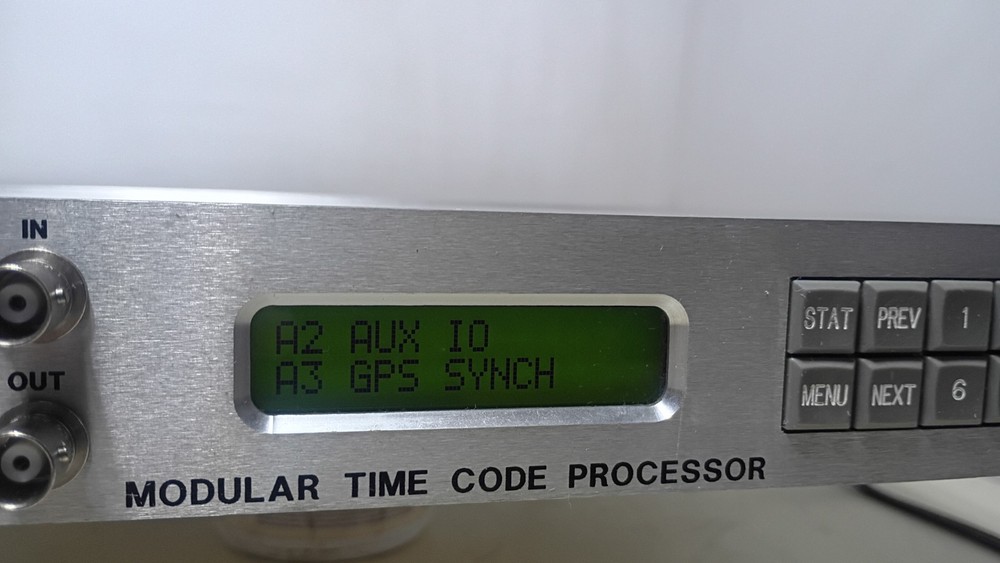 IN
OUT
A2 AUX IO
A3 GPS SYNCH
MODULAR TIME CODE PROCESSOR
STAT PREV 1
MENU NEXT 6